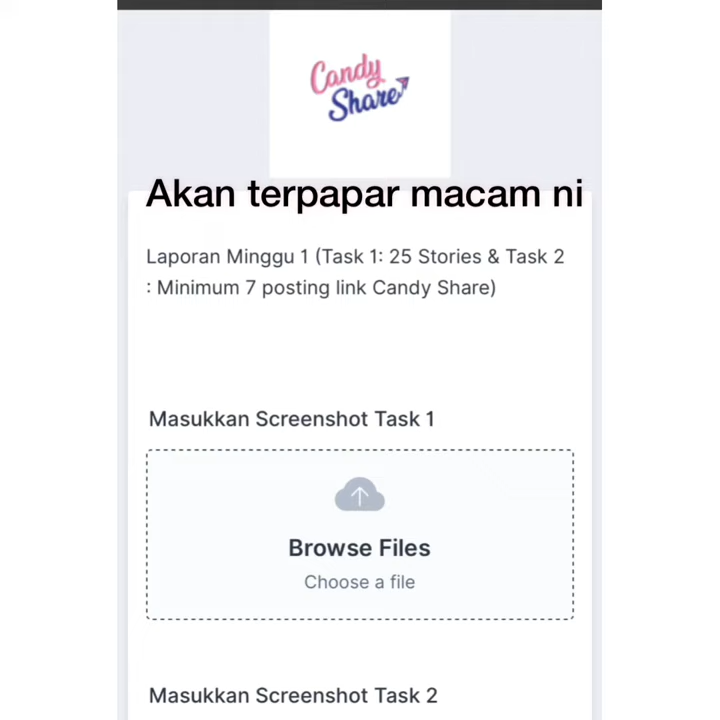 Candy
Share
Akan terpapar macam ni
Laporan Minggu 1 (Task 1: 25 Stories & Task 2
: Minimum 7 posting link Candy Share)
Masukkan Screenshot Task 1
Browse Files
Choose a file
Masukkan Screenshot Task 2